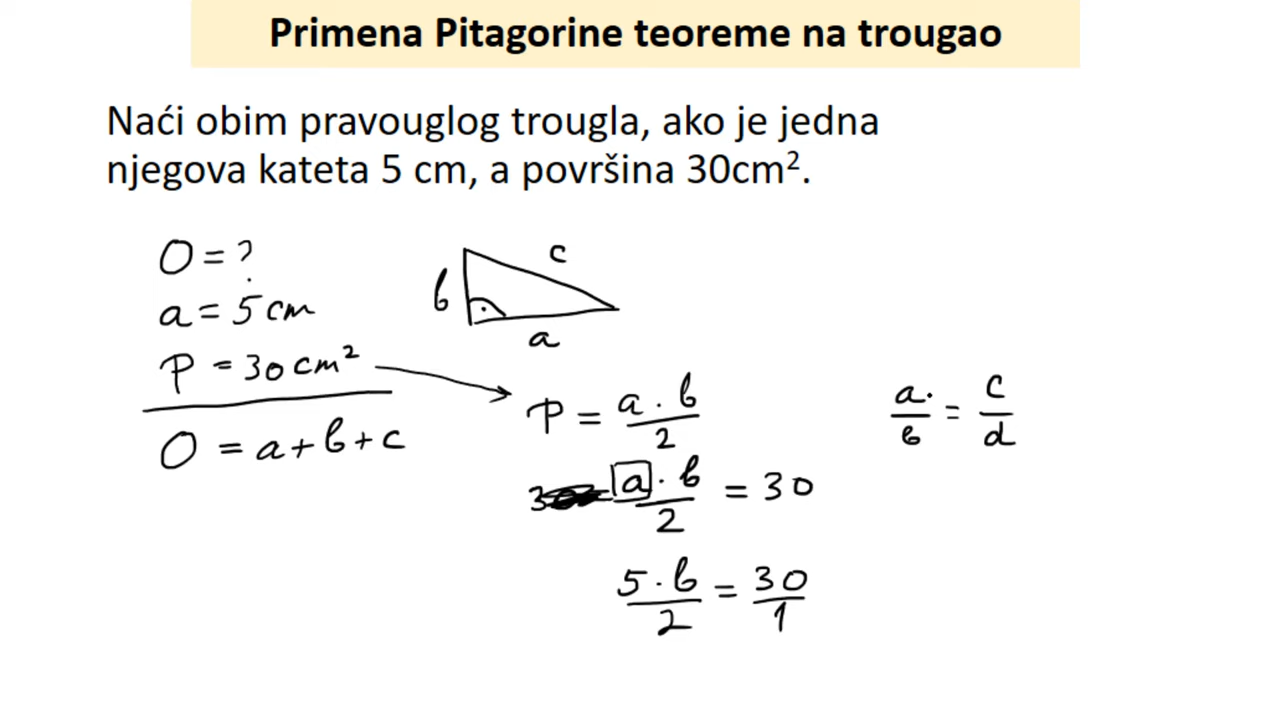 Primena Pitagorine teoreme na trougao
Naći obim pravouglog trougla, ako je jedna
njegova kateta 5 cm, a površina 30cm².
O = ?
a = 5 cm
P = 30 cm²
O = a + b + c
c
b
a
P = a · b / 2
a · b / 2 = 30
5 · b / 2 = 30 / 1
a · / b = c / d